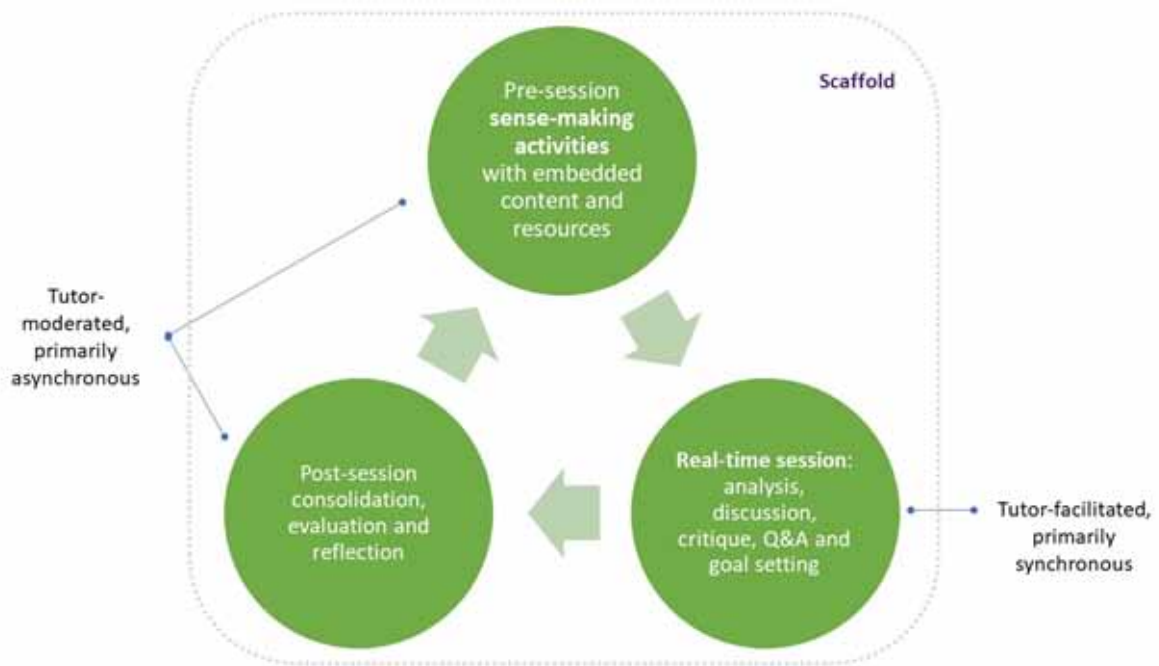 Scaffold
Pre-session
sense-making
activities
with embedded
content and
resources
Tutor-
moderated,
primarily
asynchronous
Real-time session:
analysis,
discussion,
critique, Q&A and
goal setting
Tutor-facilitated,
primarily
synchronous
Post-session
consolidation,
evaluation and
reflection